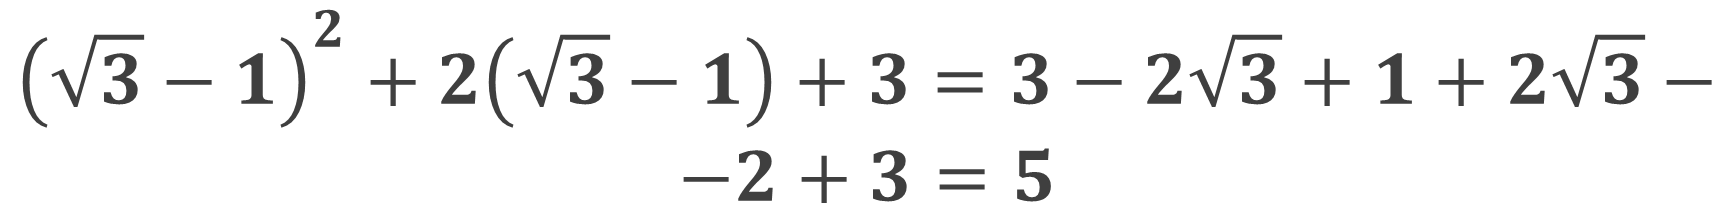 (√3 − 1)² + 2(√3 − 1) + 3 = 3 − 2√3 + 1 + 2√3 −
−2 + 3 = 5